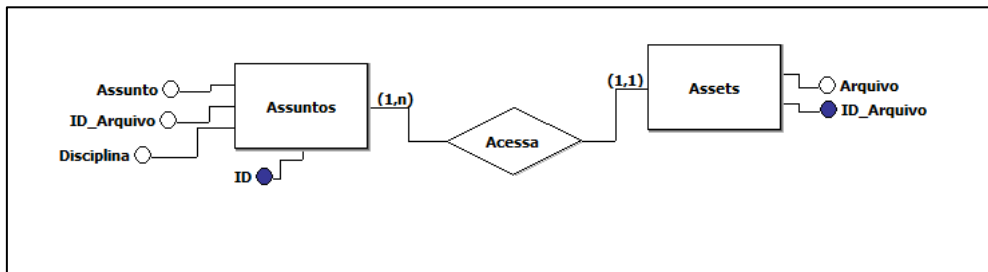 Assunto
ID_Arquivo
Disciplina
ID
Assuntos
(1,n)
Acessa
(1,1)
Assets
Arquivo
ID_Arquivo